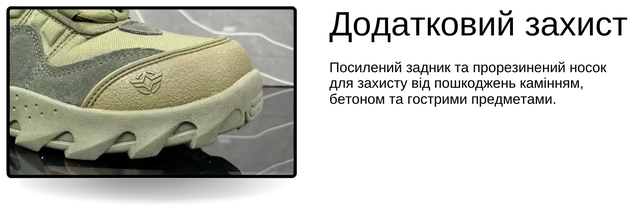 Додатковий захист
Посилений задник та прорезинений носок
для захисту від пошкоджень камінням,
бетоном та гострими предметами.